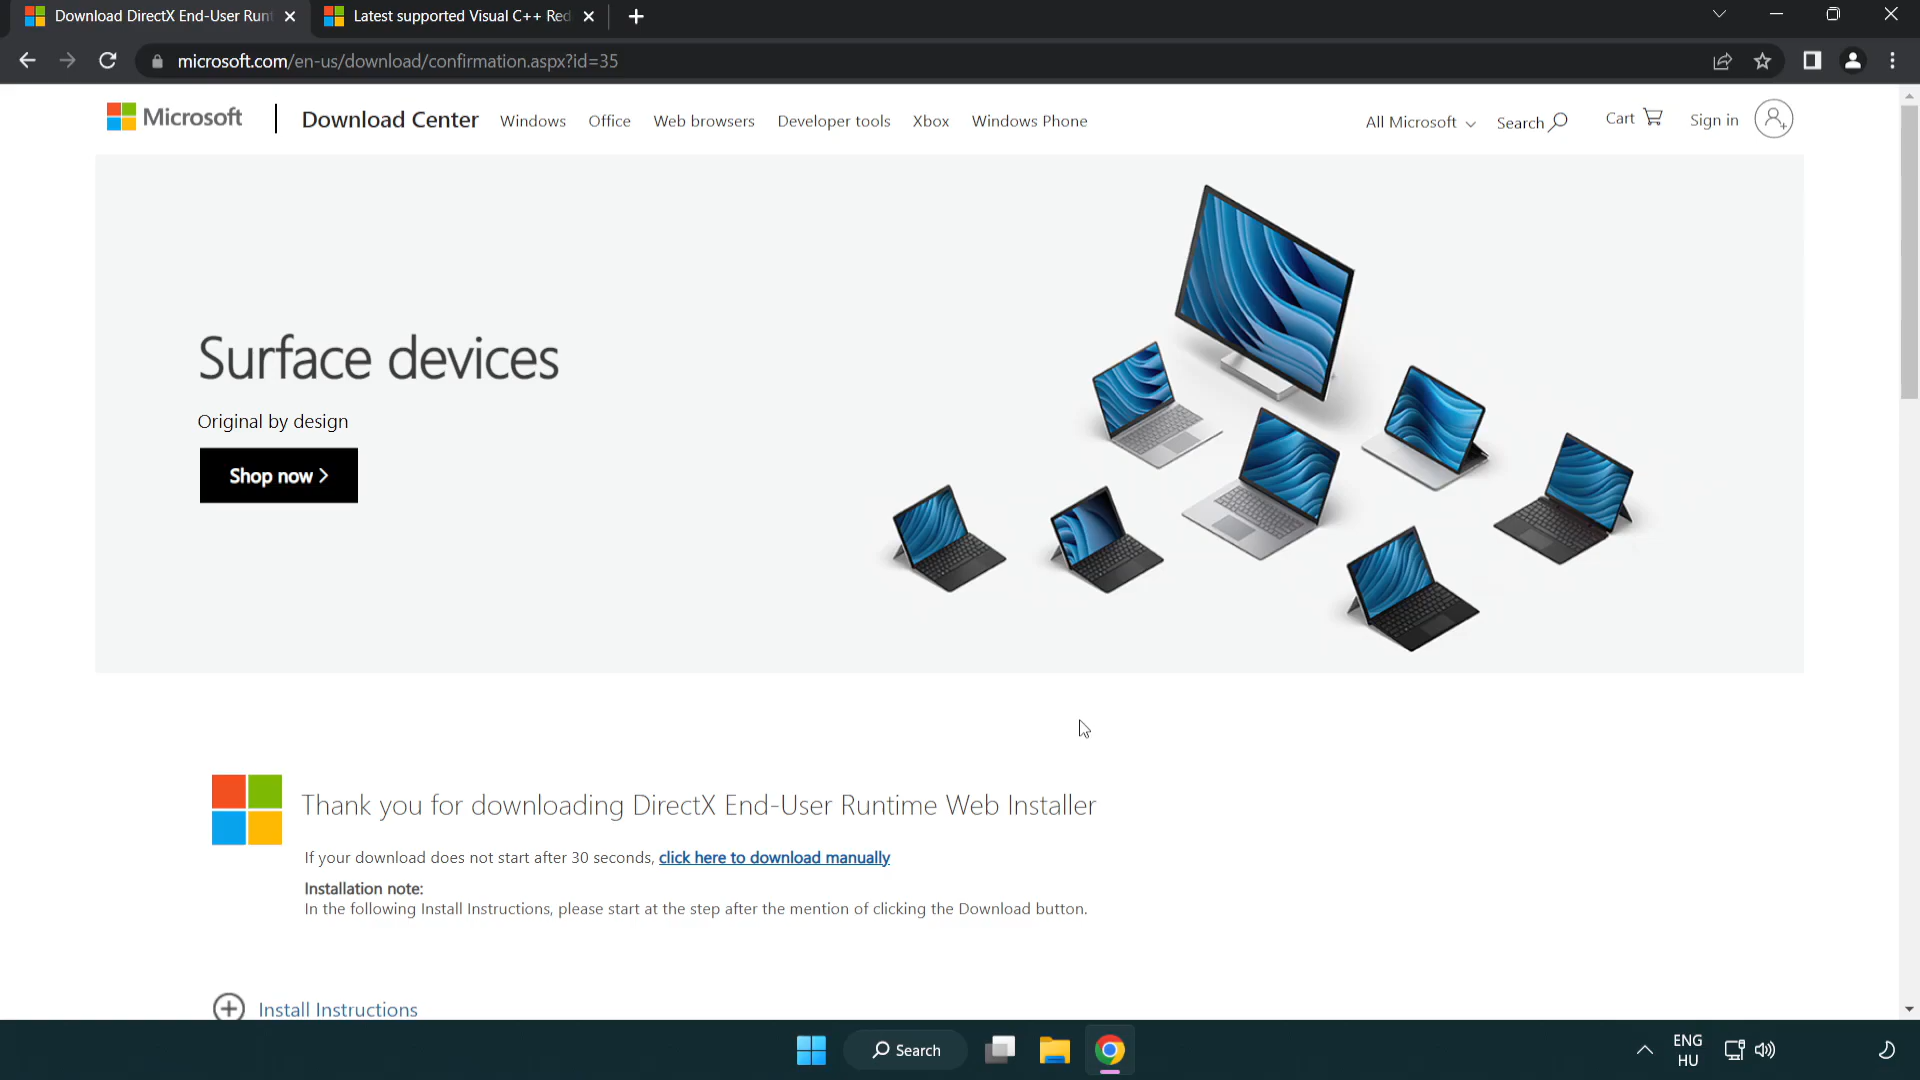 Download DirectX End-User Runt
Latest supported Visual C++ Red
microsoft.com/en-us/download/confirmation.aspx?id=35
Microsoft
Download Center
Windows
Office
Web browsers
Developer tools
Xbox
Windows Phone
All Microsoft
Search
Cart
Sign in
Surface devices
Original by design
Shop now
Thank you for downloading DirectX End-User Runtime Web Installer
If your download does not start after 30 seconds, click here to download manually
Installation note:
In the following Install Instructions, please start at the step after the mention of clicking the Download button.
Install Instructions
Search
ENG
HU